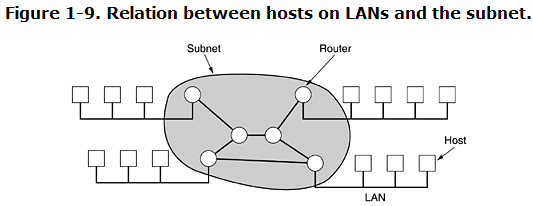 Figure 1-9. Relation between hosts on LANs and the subnet.
Subnet
Router
Host
LAN